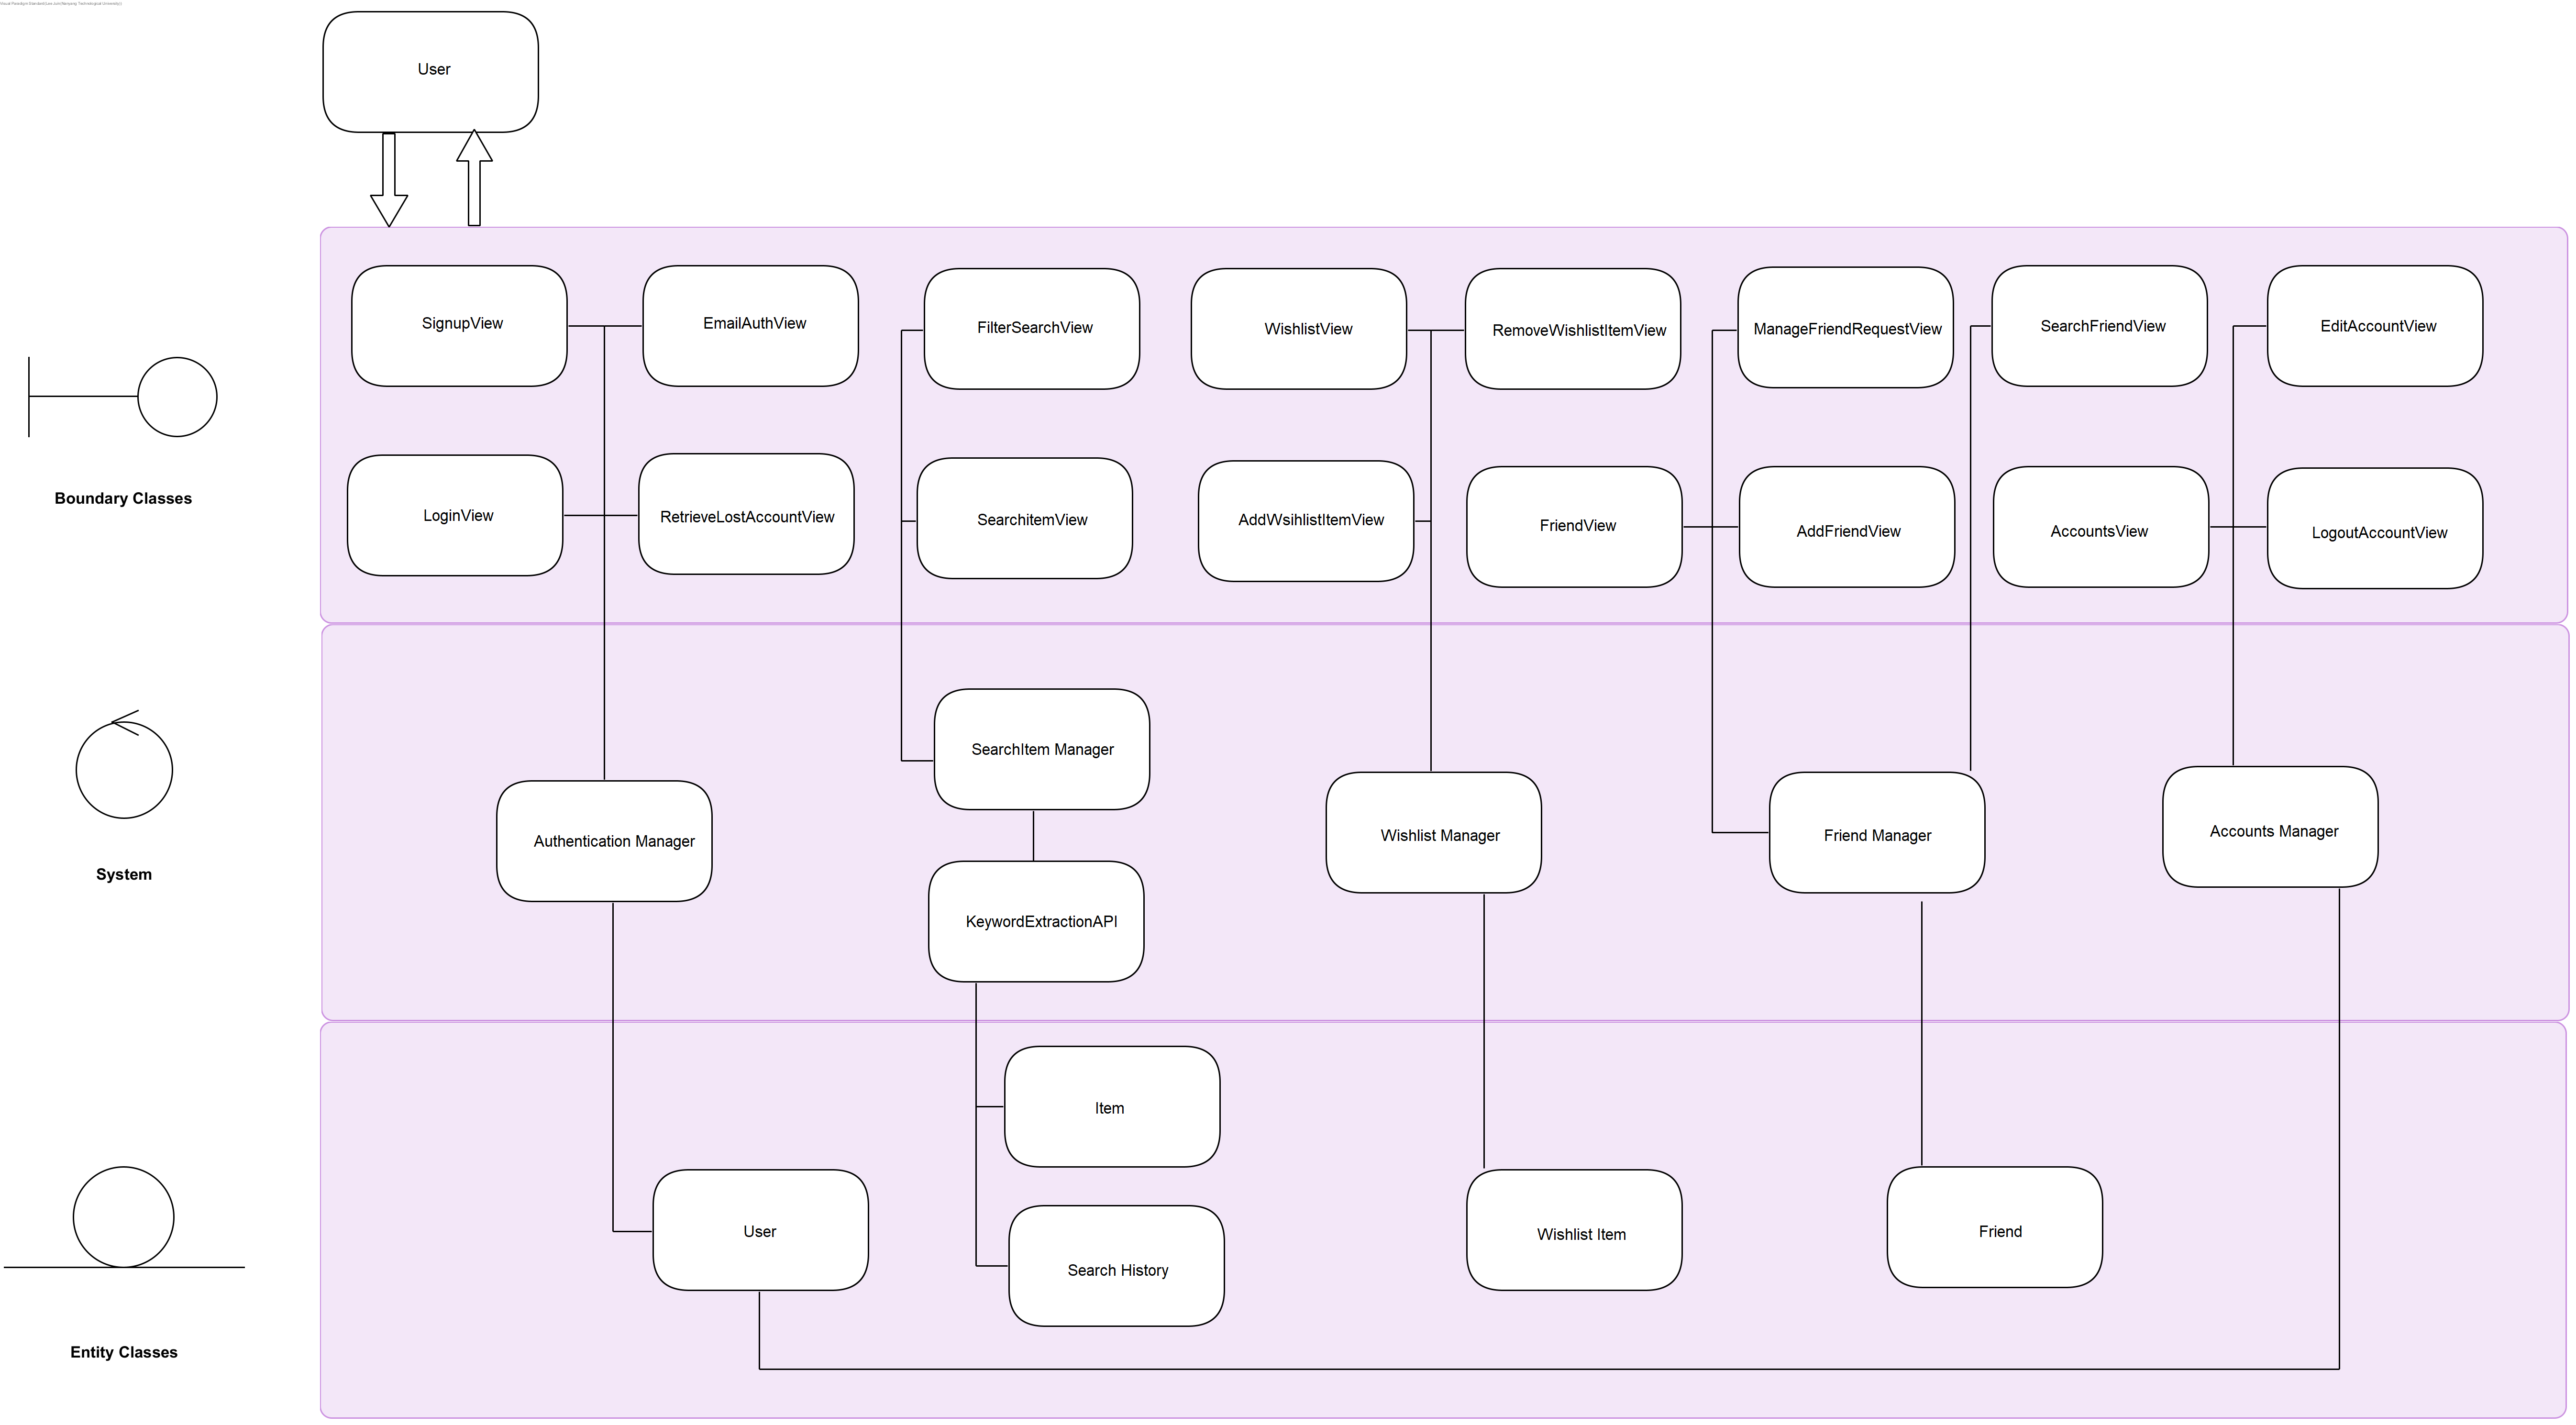 Visual Paradigm Standard(Lew.com(Nanyang Technological University))
User
SignupView
EmailAuthView
FilterSearchView
WishlistView
RemoveWishlistItemView
ManageFriendRequestView
SearchFriendView
EditAccountView
LoginView
RetrieveLostAccountView
SearchitemView
AddWsihlistItemView
FriendView
AddFriendView
AccountsView
LogoutAccountView
Boundary Classes
SearchItem Manager
Authentication Manager
Wishlist Manager
Friend Manager
Accounts Manager
System
KeywordExtractionAPI
Item
User
Wishlist Item
Friend
Search History
Entity Classes